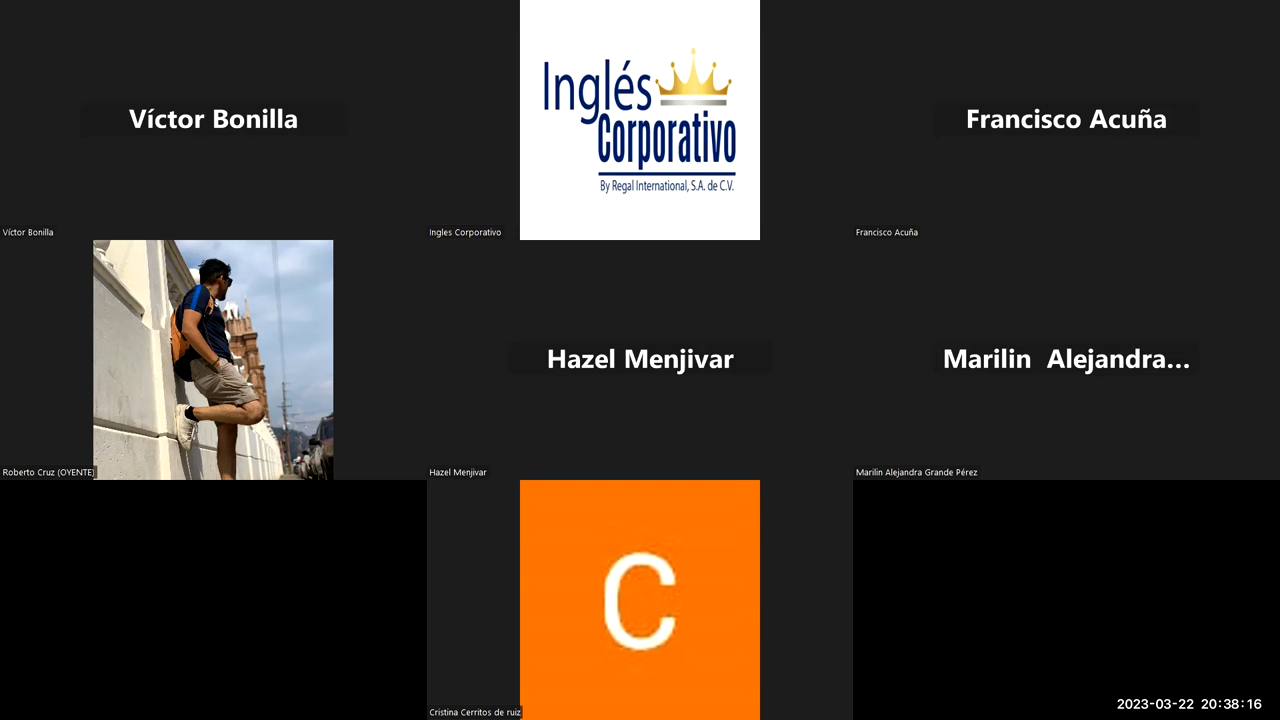 Víctor Bonilla
Víctor Bonilla
Inglés
Corporativo
By Regal International, S.A. de C.V.
Ingles Corporativo
Francisco Acuña
Francisco Acuña
Roberto Cruz (OYENTE)
Hazel Menjivar
Hazel Menjivar
Marilin Alejandra...
Marilin Alejandra Grande Pérez
C
Cristina Cerritos de ruiz
2023-03-22 20:38:16